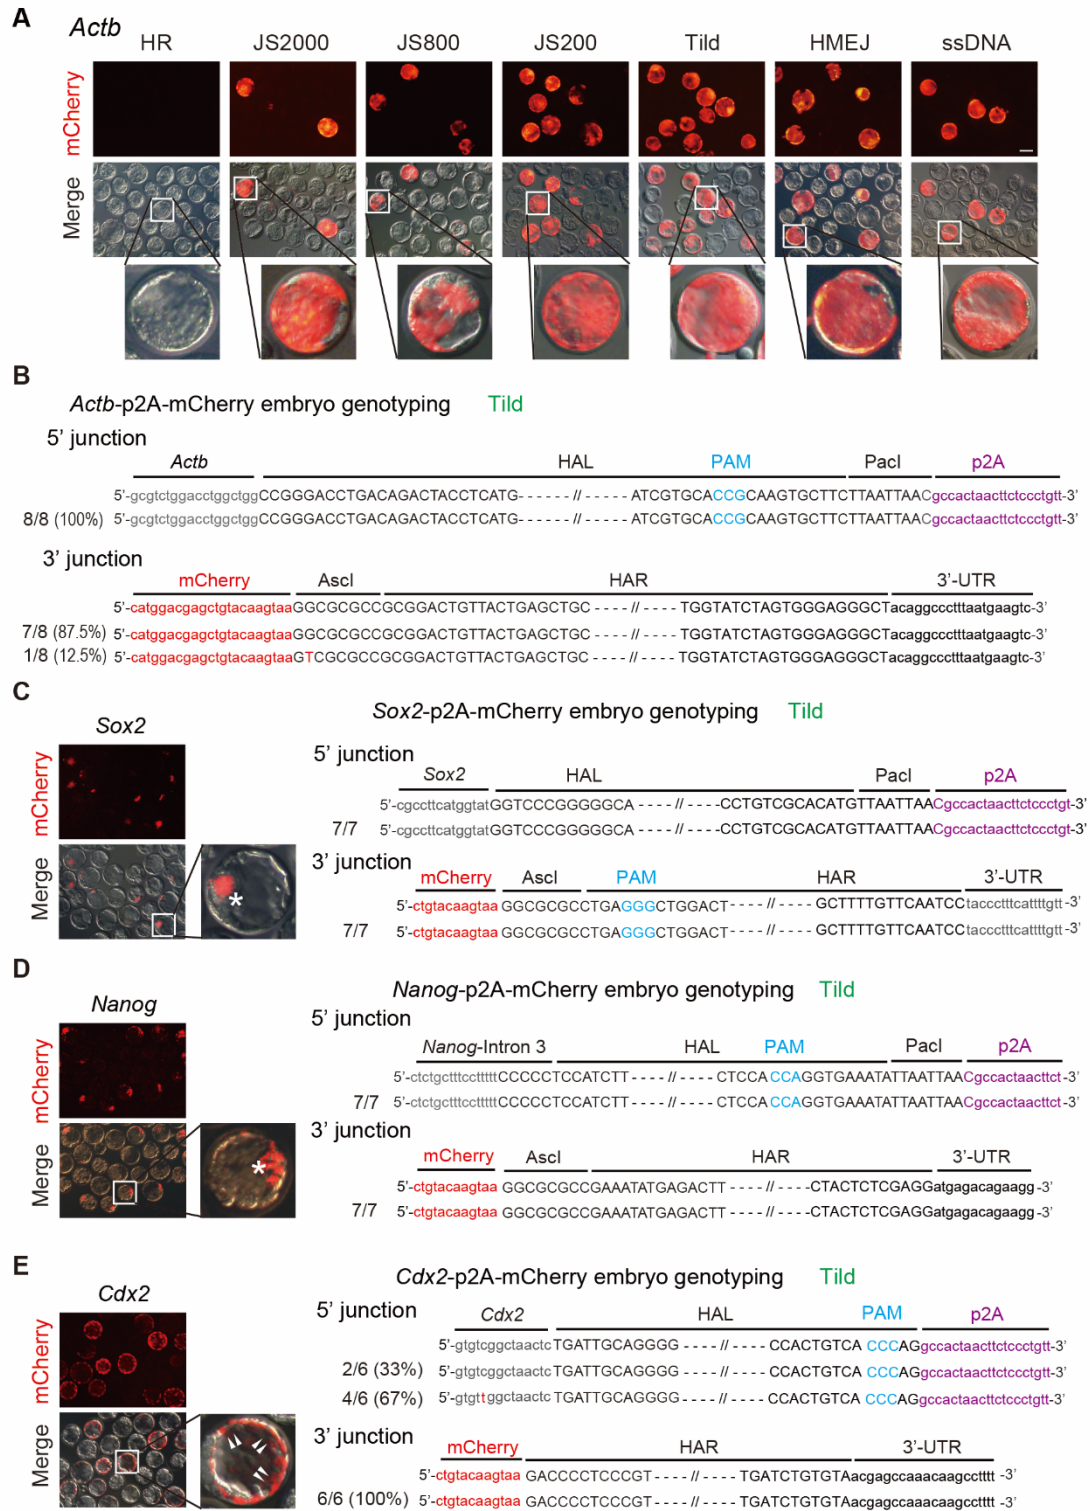 A
Actb
HR JS2000 JS800 JS200 Tild HMEJ ssDNA
mCherry
Merge
B
Actb-p2A-mCherry embryo genotyping Tild
5’ junction
Actb HAL PAM PacI p2A
5’-gcgtctggacctggctggCCGGGACCTGACAGACTACCTCATG------ // ------ATCGTGCACCGCAAGTGCTTCTTAATTAACgccactaacttctccctgtt-3’
8/8 (100%) 5’-gcgtctggacctggctggCCGGGACCTGACAGACTACCTCATG------ // ------ATCGTGCACCGCAAGTGCTTCTTAATTAACgccactaacttctccctgtt-3’
3’ junction
mCherry AscI HAR 3’-UTR
5’-catggacgagctgtacaagtaaGGCGCGCCGCGGACTGTTACTGAGCTGC ---- // ---- TGGTATCTAGTGGGAGGGCTacaggccctttaatgaagtc-3’
7/8 (87.5%) 5’-catggacgagctgtacaagtaaGGCGCGCCGCGGACTGTTACTGAGCTGC ---- // ---- TGGTATCTAGTGGGAGGGCTacaggccctttaatgaagtc-3’
1/8 (12.5%) 5’-catggacgagctgtacaagtaaGTCGCGCCGCGGACTGTTACTGAGCTGC ---- // ---- TGGTATCTAGTGGGAGGGCTacaggccctttaatgaagtc-3’
C
Sox2
mCherry
Merge
*
Sox2-p2A-mCherry embryo genotyping Tild
5’ junction
Sox2 HAL PacI p2A
5’-cgccttcatggtatGGTCCCGGGGGCA ---- // ----CCTGTCGCACATGTTAATTAACgccactaacttctccctgt-3’
7/7 5’-cgccttcatggtatGGTCCCGGGGGCA ---- // ----CCTGTCGCACATGTTAATTAACgccactaacttctccctgt-3’
3’ junction
mCherry AscI PAM HAR 3’-UTR
5’-ctgtacaagtaa GGCGCGCCTGAGGGCTGGACT---- // ---- GCTTTTGTTCAATCC taccctttcattttgtt-3’
7/7 5’-ctgtacaagtaa GGCGCGCCTGAGGGCTGGACT---- // ---- GCTTTTGTTCAATCC taccctttcattttgtt-3’
D
Nanog
mCherry
Merge
*
Nanog-p2A-mCherry embryo genotyping Tild
5’ junction
Nanog-Intron 3 HAL PAM PacI p2A
5’-ctctgctttccttttttCCCCCTCCATCTT ---- // ---- CTCCA CCAGGTGAAATATTAATTAACgccactaacttct-3’
7/7 5’-ctctgctttccttttttCCCCCTCCATCTT ---- // ---- CTCCA CCAGGTGAAATATTAATTAACgccactaacttct-3’
3’ junction
mCherry AscI HAR 3’-UTR
5’-ctgtacaagtaa GGCGCGCCGAAATATGAGACTT ---- // ----CTACTCTCGAGGatgagacagaagg-3’
7/7 5’-ctgtacaagtaa GGCGCGCCGAAATATGAGACTT ---- // ----CTACTCTCGAGGatgagacagaagg-3’
E
Cdx2
mCherry
Merge
Cdx2-p2A-mCherry embryo genotyping Tild
5’ junction
Cdx2 HAL PAM p2A
5’-gtgtcggctaactcTGATTGCAGGGG ---- // ---- CCACTGTCA CCCAGgccactaacttctccctgtt-3’
2/6 (33%) 5’-gtgtcggctaactcTGATTGCAGGGG ---- // ---- CCACTGTCA CCCAGgccactaacttctccctgtt-3’
4/6 (67%) 5’-gtgttgggctaactc TGATTGCAGGGG ---- // ---- CCACTGTCA CCCAGgccactaacttctccctgtt-3’
3’ junction
mCherry HAR 3’-UTR
5’-ctgtacaagtaa GACCCCTCCCGT---- // ---- TGATCTGTGTAacgagccaaacaagcctttt -3’
6/6 (100%) 5’-ctgtacaagtaa GACCCCTCCCGT---- // ---- TGATCTGTGTAacgagccaaacaagcctttt -3’